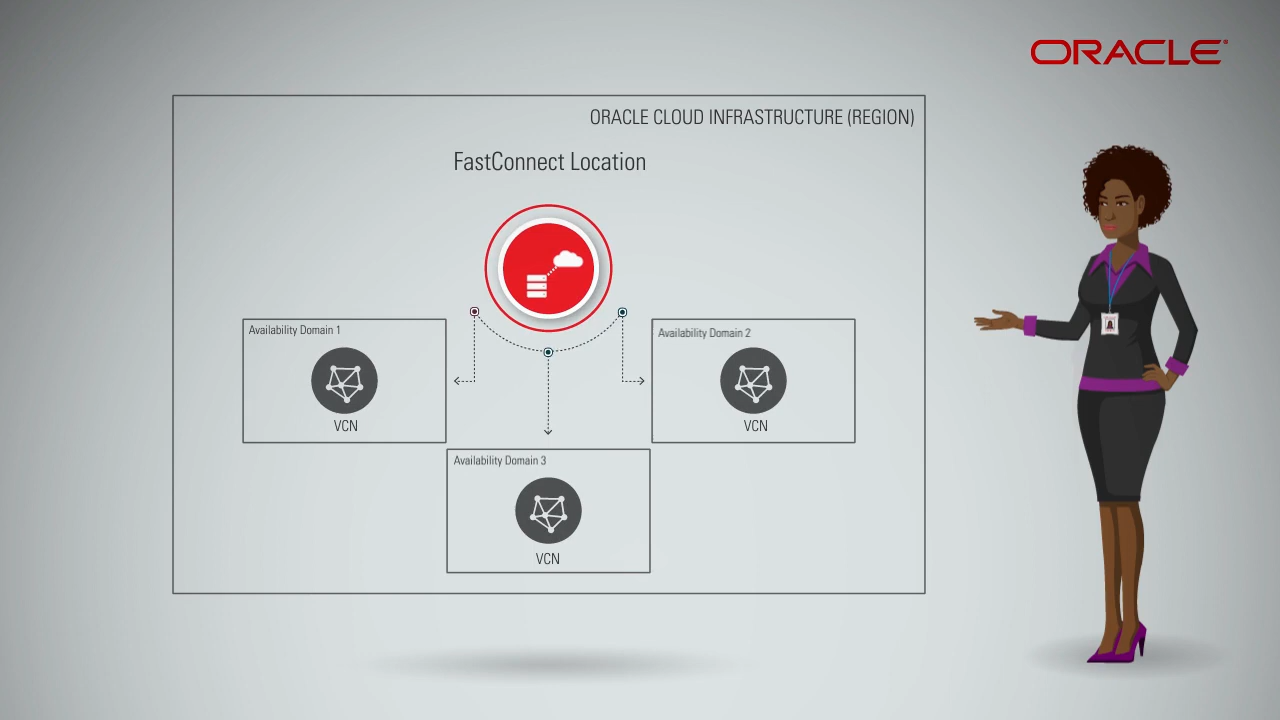 ORACLE
ORACLE CLOUD INFRASTRUCTURE (REGION)
FastConnect Location
Availability Domain 1
VCN
Availability Domain 2
VCN
Availability Domain 3
VCN